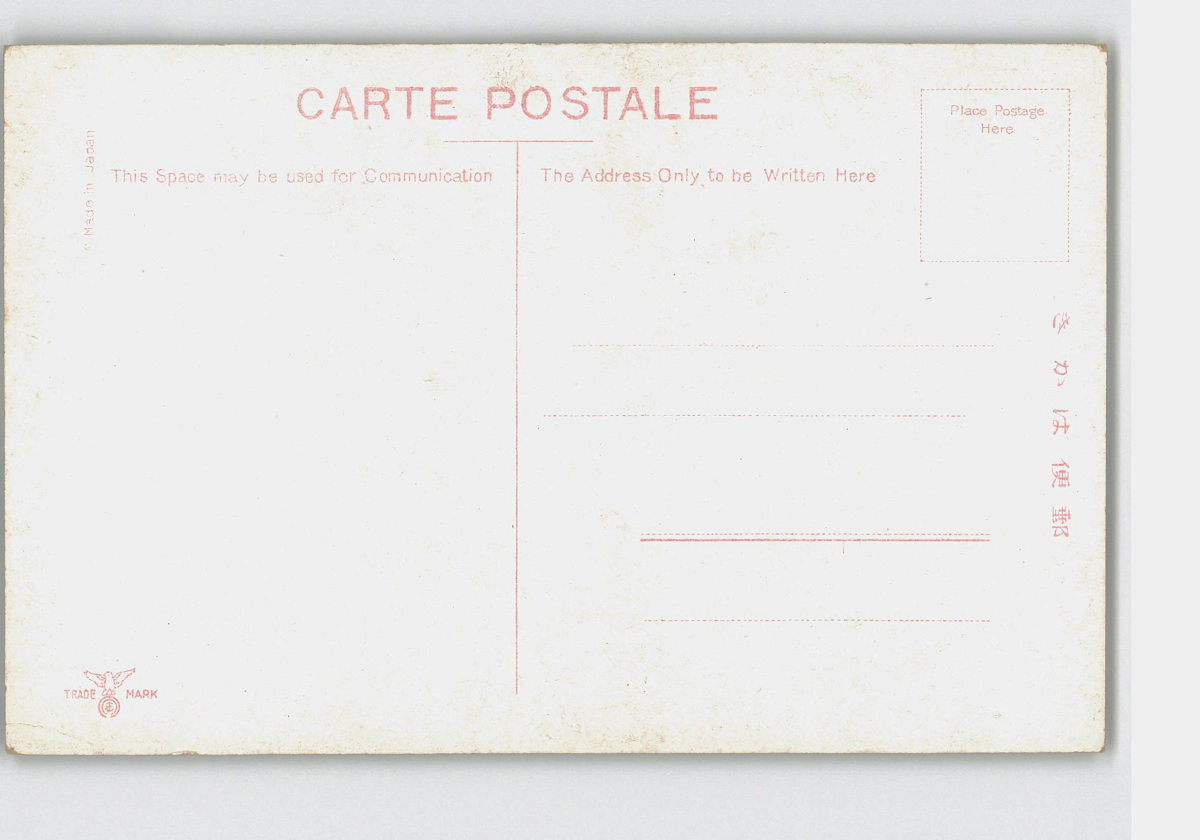 CARTE POSTALE
Place Postage
Here
Made in Japan
This Space may be used for Communication
The Address Only to be Written Here
郵便はかき
TRADE MARK